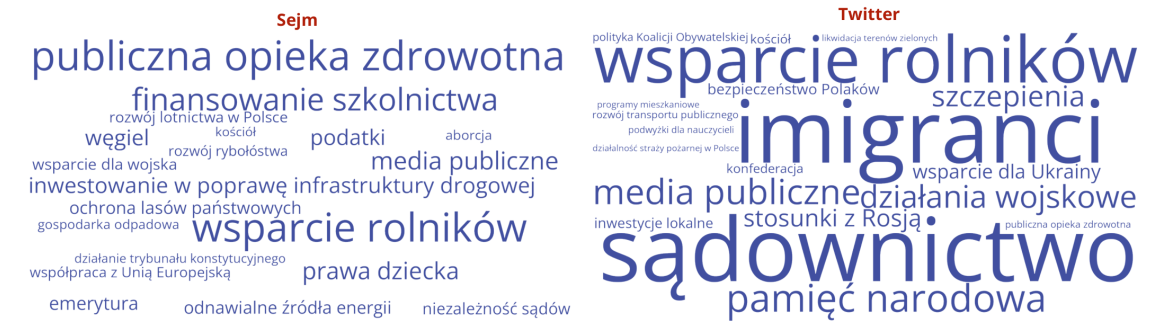 Sejm
publiczna opieka zdrowotna
finansowanie szkolnictwa
rozwój lotnictwa w Polsce
węgiel
kościół
podatki
aborcja
rozwój rybołóstwa
wsparcie dla wojska
media publiczne
inwestowanie w poprawę infrastruktury drogowej
ochrona lasów państwowych
gospodarka odpadowa
wsparcie rolników
działanie trybunału konstytucyjnego
współpraca z Unią Europejską
prawa dziecka
emerytura
odnawialne źródła energii
niezależność sądów
Twitter
polityka Koalicji Obywatelskiej
kościół
likwidacja terenów zielonych
wsparcie rolników
bezpieczeństwo Polaków
szczepienia
programy mieszkaniowe
rozwój transportu publicznego
podwyżki dla nauczycieli
imigranci
działalność straży pożarnej w Polsce
konfederacja
wsparcie dla Ukrainy
media publiczne
działania wojskowe
inwestycje lokalne
stosunki z Rosją
publiczna opieka zdrowotna
sądownictwo
pamięć narodowa